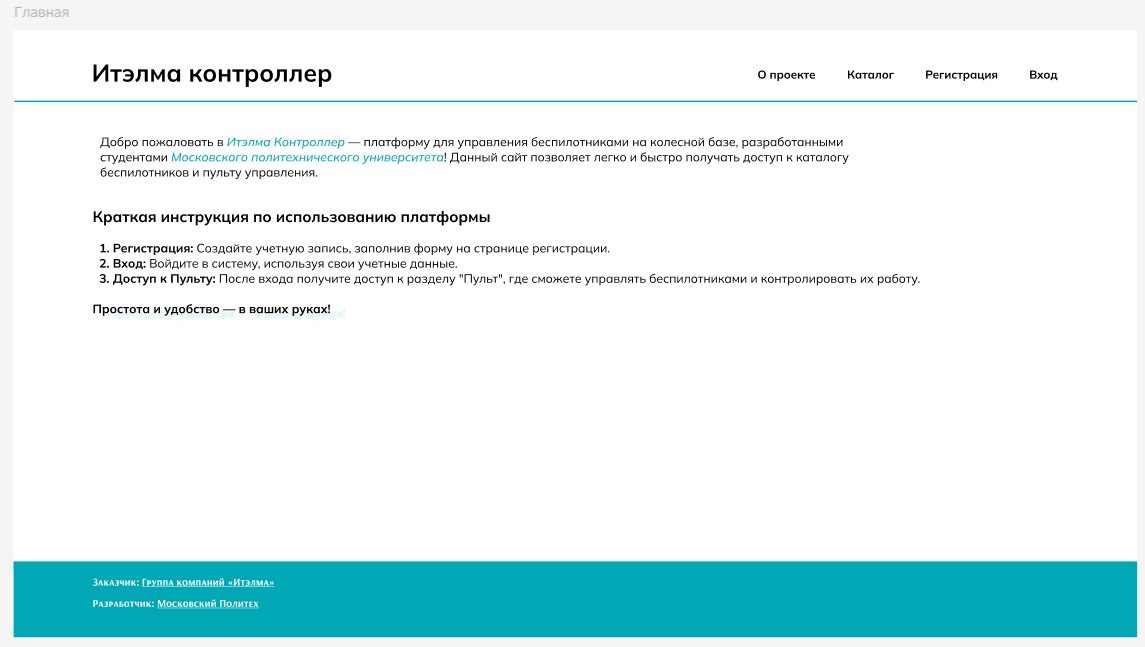 Главная
Итэлма контроллер
О проекте Каталог Регистрация Вход
Добро пожаловать в Итэлма Контроллер — платформу для управления беспилотниками на колесной базе, разработанными
студентами Московского политехнического университета! Данный сайт позволяет легко и быстро получать доступ к каталогу
беспилотников и пульту управления.
Краткая инструкция по использованию платформы
1. Регистрация: Создайте учетную запись, заполнив форму на странице регистрации.
2. Вход: Войдите в систему, используя свои учетные данные.
3. Доступ к Пульту: После входа получите доступ к разделу "Пульт", где сможете управлять беспилотниками и контролировать их работу.
Простота и удобство — в ваших руках!
Заказчик: Группа компаний «Итэлма»
Разработчик: Московский Политех